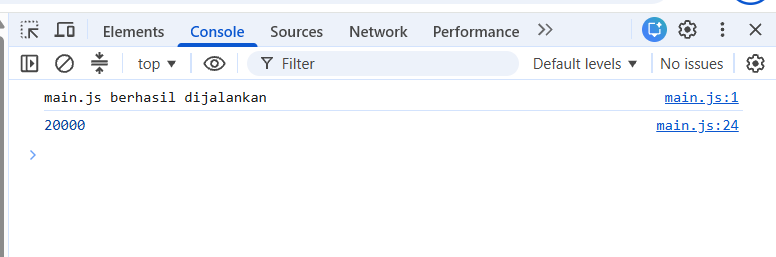 Elements Console Sources Network Performance
top Filter Default levels No issues
main.js berhasil dijalankan main.js:1
20000 main.js:24